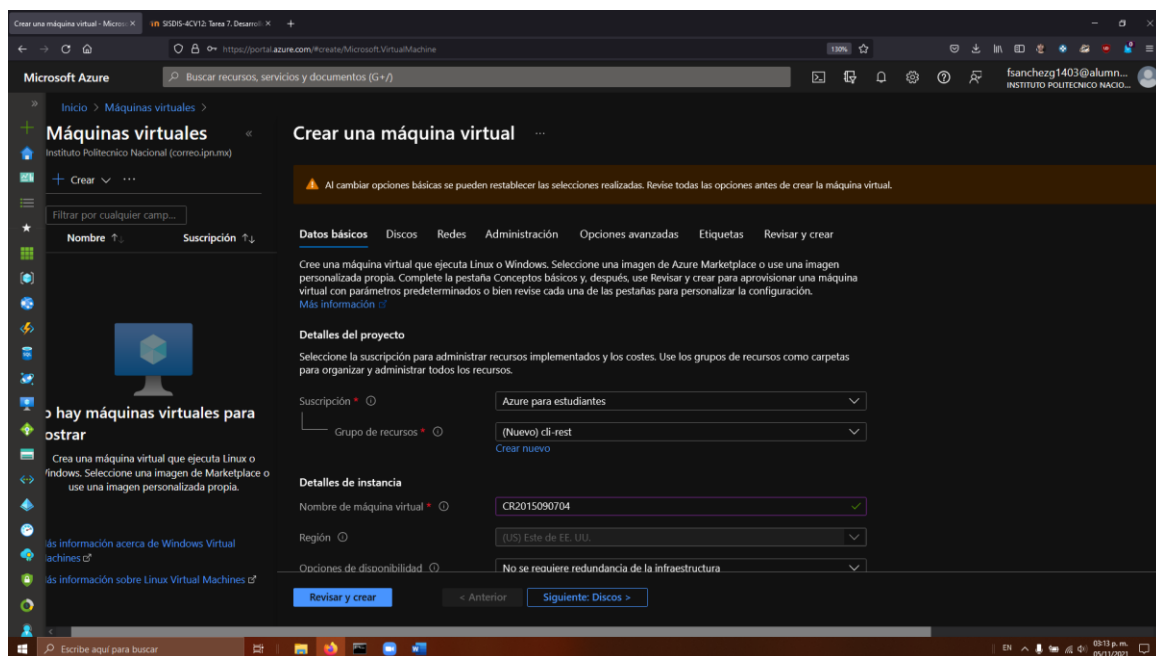 Crear una máquina virtual - Micros
SISDIS-4CV12: Tarea 7. Desarroll
https://portal.azure.com/#create/Microsoft.VirtualMachine
130%
Microsoft Azure
Buscar recursos, servicios y documentos (G+/)
fsanchezg1403@alumn...
INSTITUTO POLITECNICO NACIO...
Inicio > Máquinas virtuales >
Máquinas virtuales
Instituto Politecnico Nacional (correo.ipn.mx)
+ Crear ...
Filtrar por cualquier camp...
Nombre ↑↓ Suscripción ↑↓
o hay máquinas virtuales para
ostrar
Crea una máquina virtual que ejecuta Linux o
Windows. Seleccione una imagen de Marketplace o
use una imagen personalizada propia.
ás información acerca de Windows Virtual
achines
ás información sobre Linux Virtual Machines
Crear una máquina virtual ...
Al cambiar opciones básicas se pueden restablecer las selecciones realizadas. Revise todas las opciones antes de crear la máquina virtual.
Datos básicos Discos Redes Administración Opciones avanzadas Etiquetas Revisar y crear
Cree una máquina virtual que ejecuta Linux o Windows. Seleccione una imagen de Azure Marketplace o use una imagen
personalizada propia. Complete la pestaña Conceptos básicos y, después, use Revisar y crear para aprovisionar una máquina
virtual con parámetros predeterminados o bien revise cada una de las pestañas para personalizar la configuración.
Más información
Detalles del proyecto
Seleccione la suscripción para administrar recursos implementados y los costes. Use los grupos de recursos como carpetas
para organizar y administrar todos los recursos.
Suscripción * Azure para estudiantes
Grupo de recursos * (Nuevo) cli-rest
Crear nuevo
Detalles de instancia
Nombre de máquina virtual * CR2015090704
Región (US) Este de EE. UU.
Opciones de disponibilidad No se requiere redundancia de la infraestructura
Revisar y crear < Anterior Siguiente: Discos >
Escribe aquí para buscar
EN
03:13 p. m.
05/11/2021